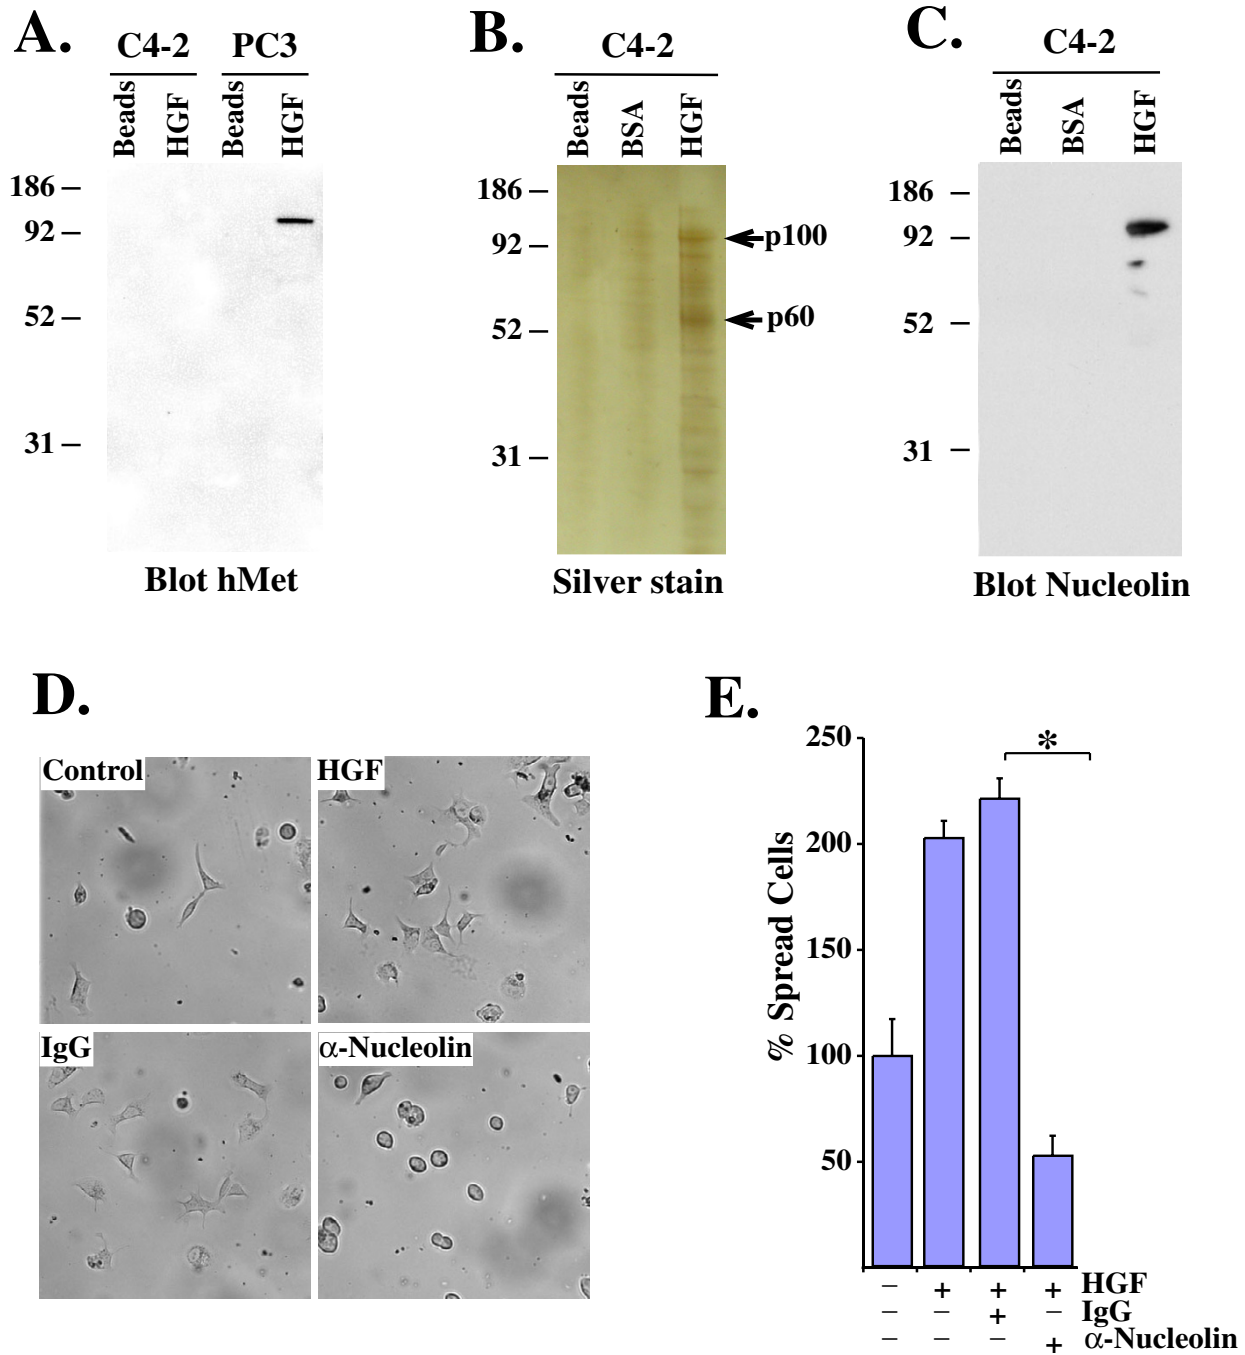 A.
C4-2 PC3
Beads HGF Beads HGF
186
92
52
31
Blot hMet
B.
C4-2
Beads BSA HGF
186
92
52
31
p100
p60
Silver stain
C.
C4-2
Beads BSA HGF
186
92
52
31
Blot Nucleolin
D.
Control
HGF
IgG
α-Nucleolin
E.
% Spread Cells
250
200
150
100
50
*
– + + + HGF
– – + – IgG
– – – + α-Nucleolin